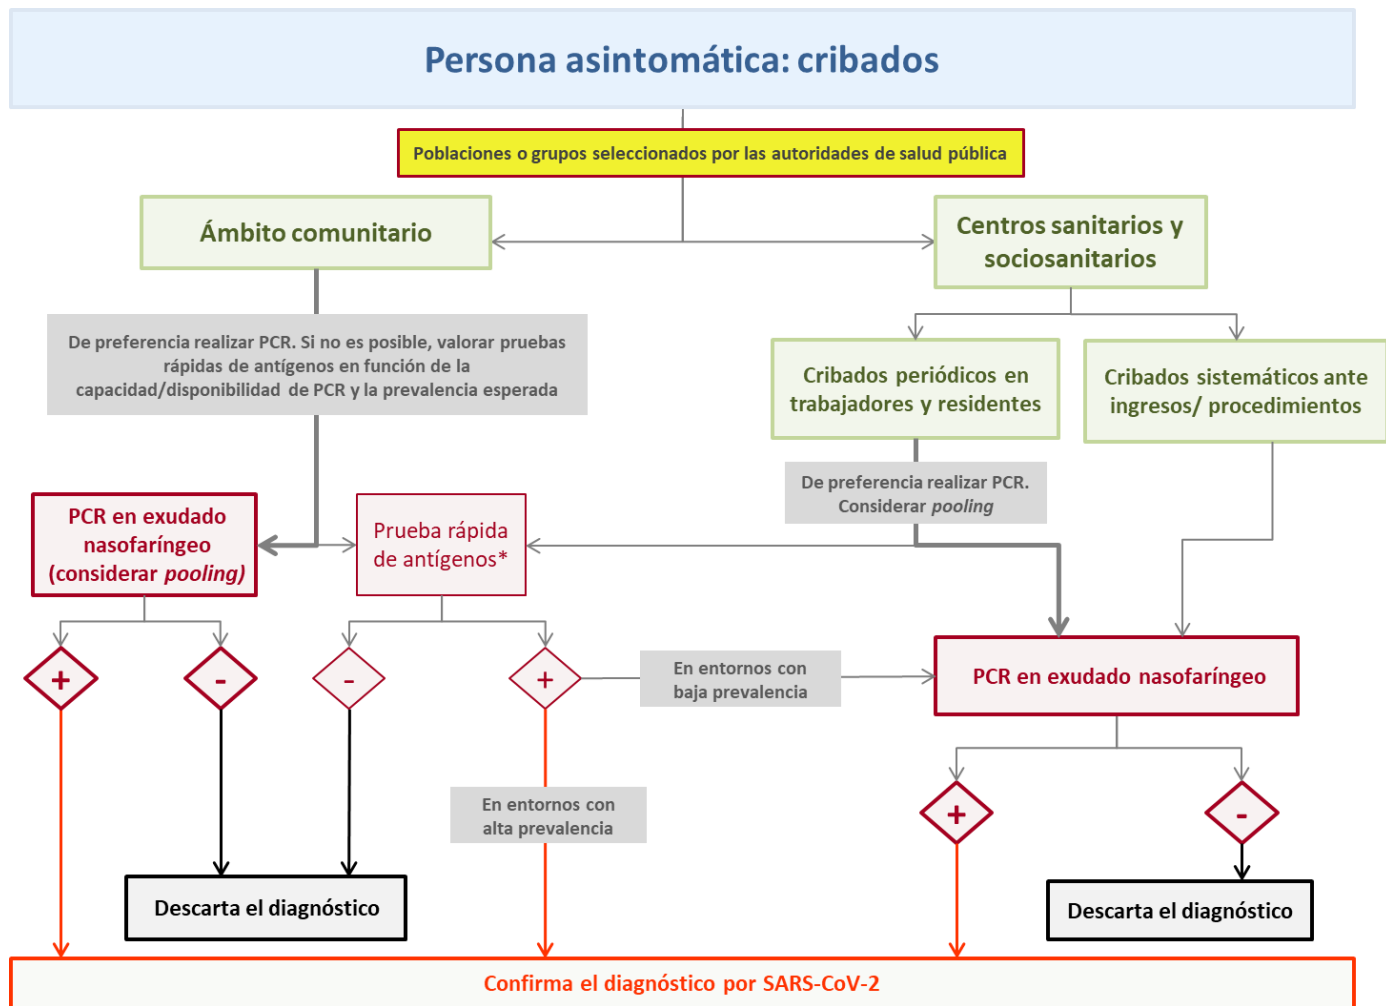 Persona asintomática: cribados
Poblaciones o grupos seleccionados por las autoridades de salud pública
Ámbito comunitario
Centros sanitarios y
sociosanitarios
De preferencia realizar PCR. Si no es posible, valorar pruebas
rápidas de antígenos en función de la
capacidad/disponibilidad de PCR y la prevalencia esperada
Cribados periódicos en
trabajadores y residentes
Cribados sistemáticos ante
ingresos/ procedimientos
De preferencia realizar PCR.
Considerar pooling
PCR en exudado
nasofaríngeo
(considerar pooling)
Prueba rápida
de antígenos*
+
-
-
+
En entornos con
baja prevalencia
PCR en exudado nasofaríngeo
En entornos con
alta prevalencia
+
-
Descarta el diagnóstico
Descarta el diagnóstico
Confirma el diagnóstico por SARS-CoV-2